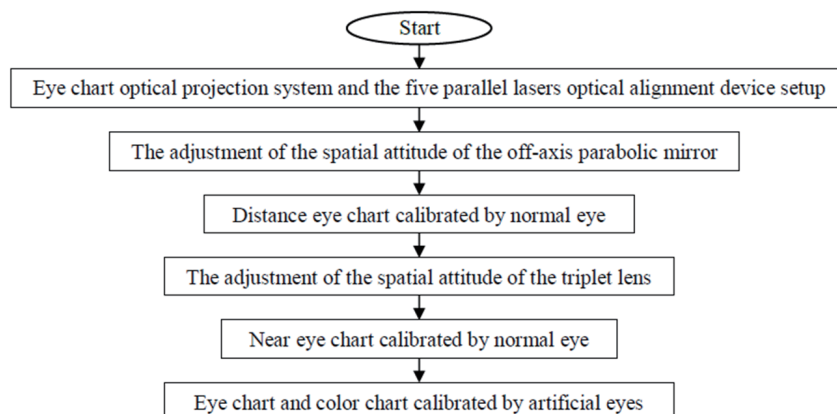 Start
Eye chart optical projection system and the five parallel lasers optical alignment device setup
The adjustment of the spatial attitude of the off-axis parabolic mirror
Distance eye chart calibrated by normal eye
The adjustment of the spatial attitude of the triplet lens
Near eye chart calibrated by normal eye
Eye chart and color chart calibrated by artificial eyes